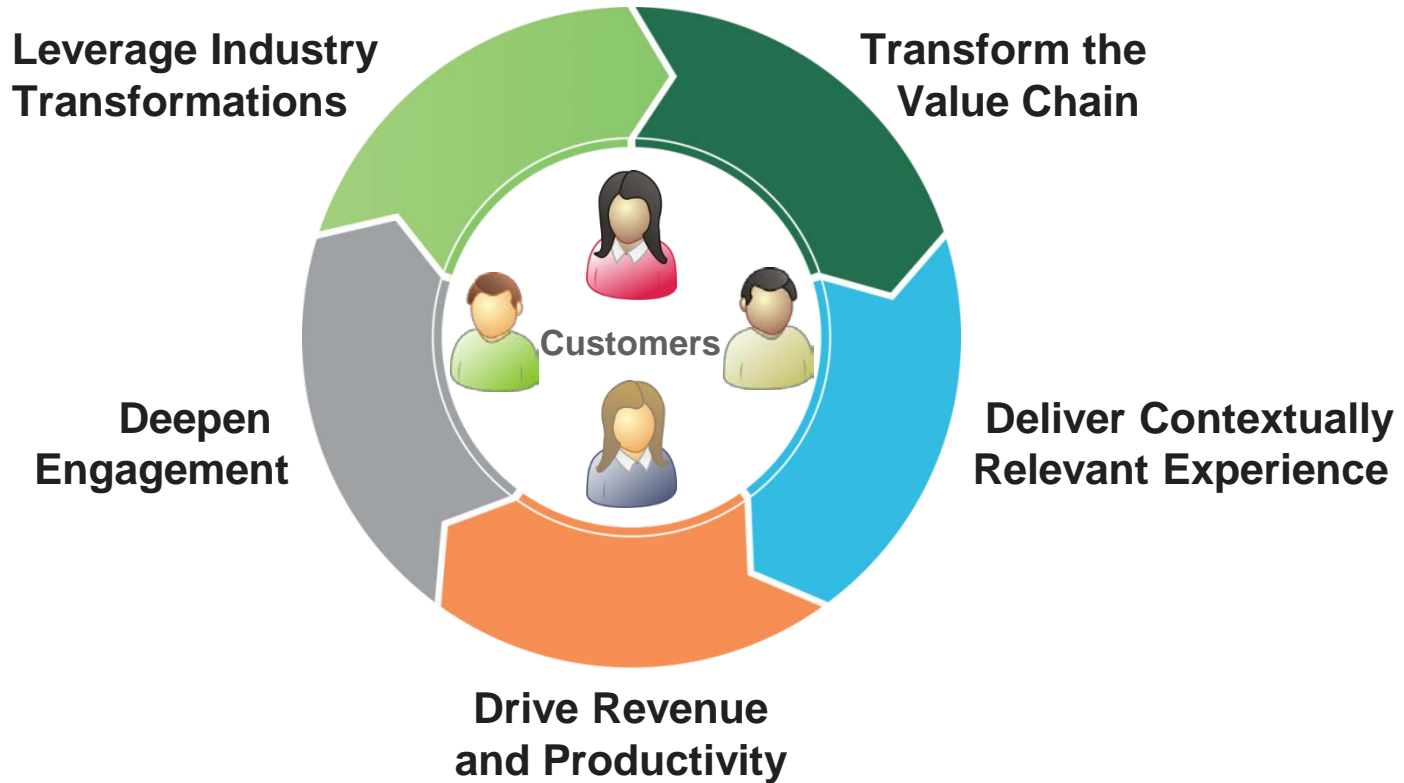 Leverage Industry
Transformations
Transform the
Value Chain
Customers
Deepen
Engagement
Deliver Contextually
Relevant Experience
Drive Revenue
and Productivity